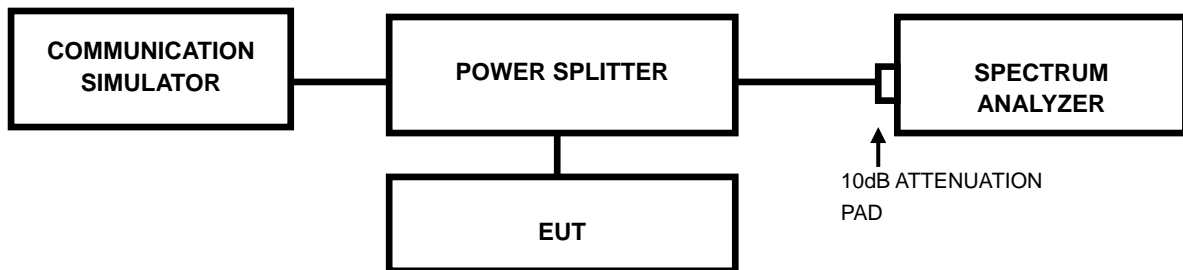 COMMUNICATION
SIMULATOR
POWER SPLITTER
SPECTRUM
ANALYZER
10dB ATTENUATION
PAD
EUT